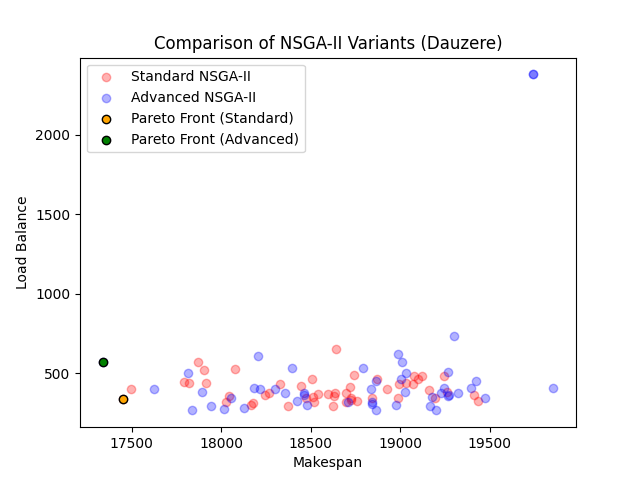 Comparison of NSGA-II Variants (Dauzere)
Standard NSGA-II
Advanced NSGA-II
Pareto Front (Standard)
Pareto Front (Advanced)
Load Balance
2000
1500
1000
500
17500 18000 18500 19000 19500
Makespan